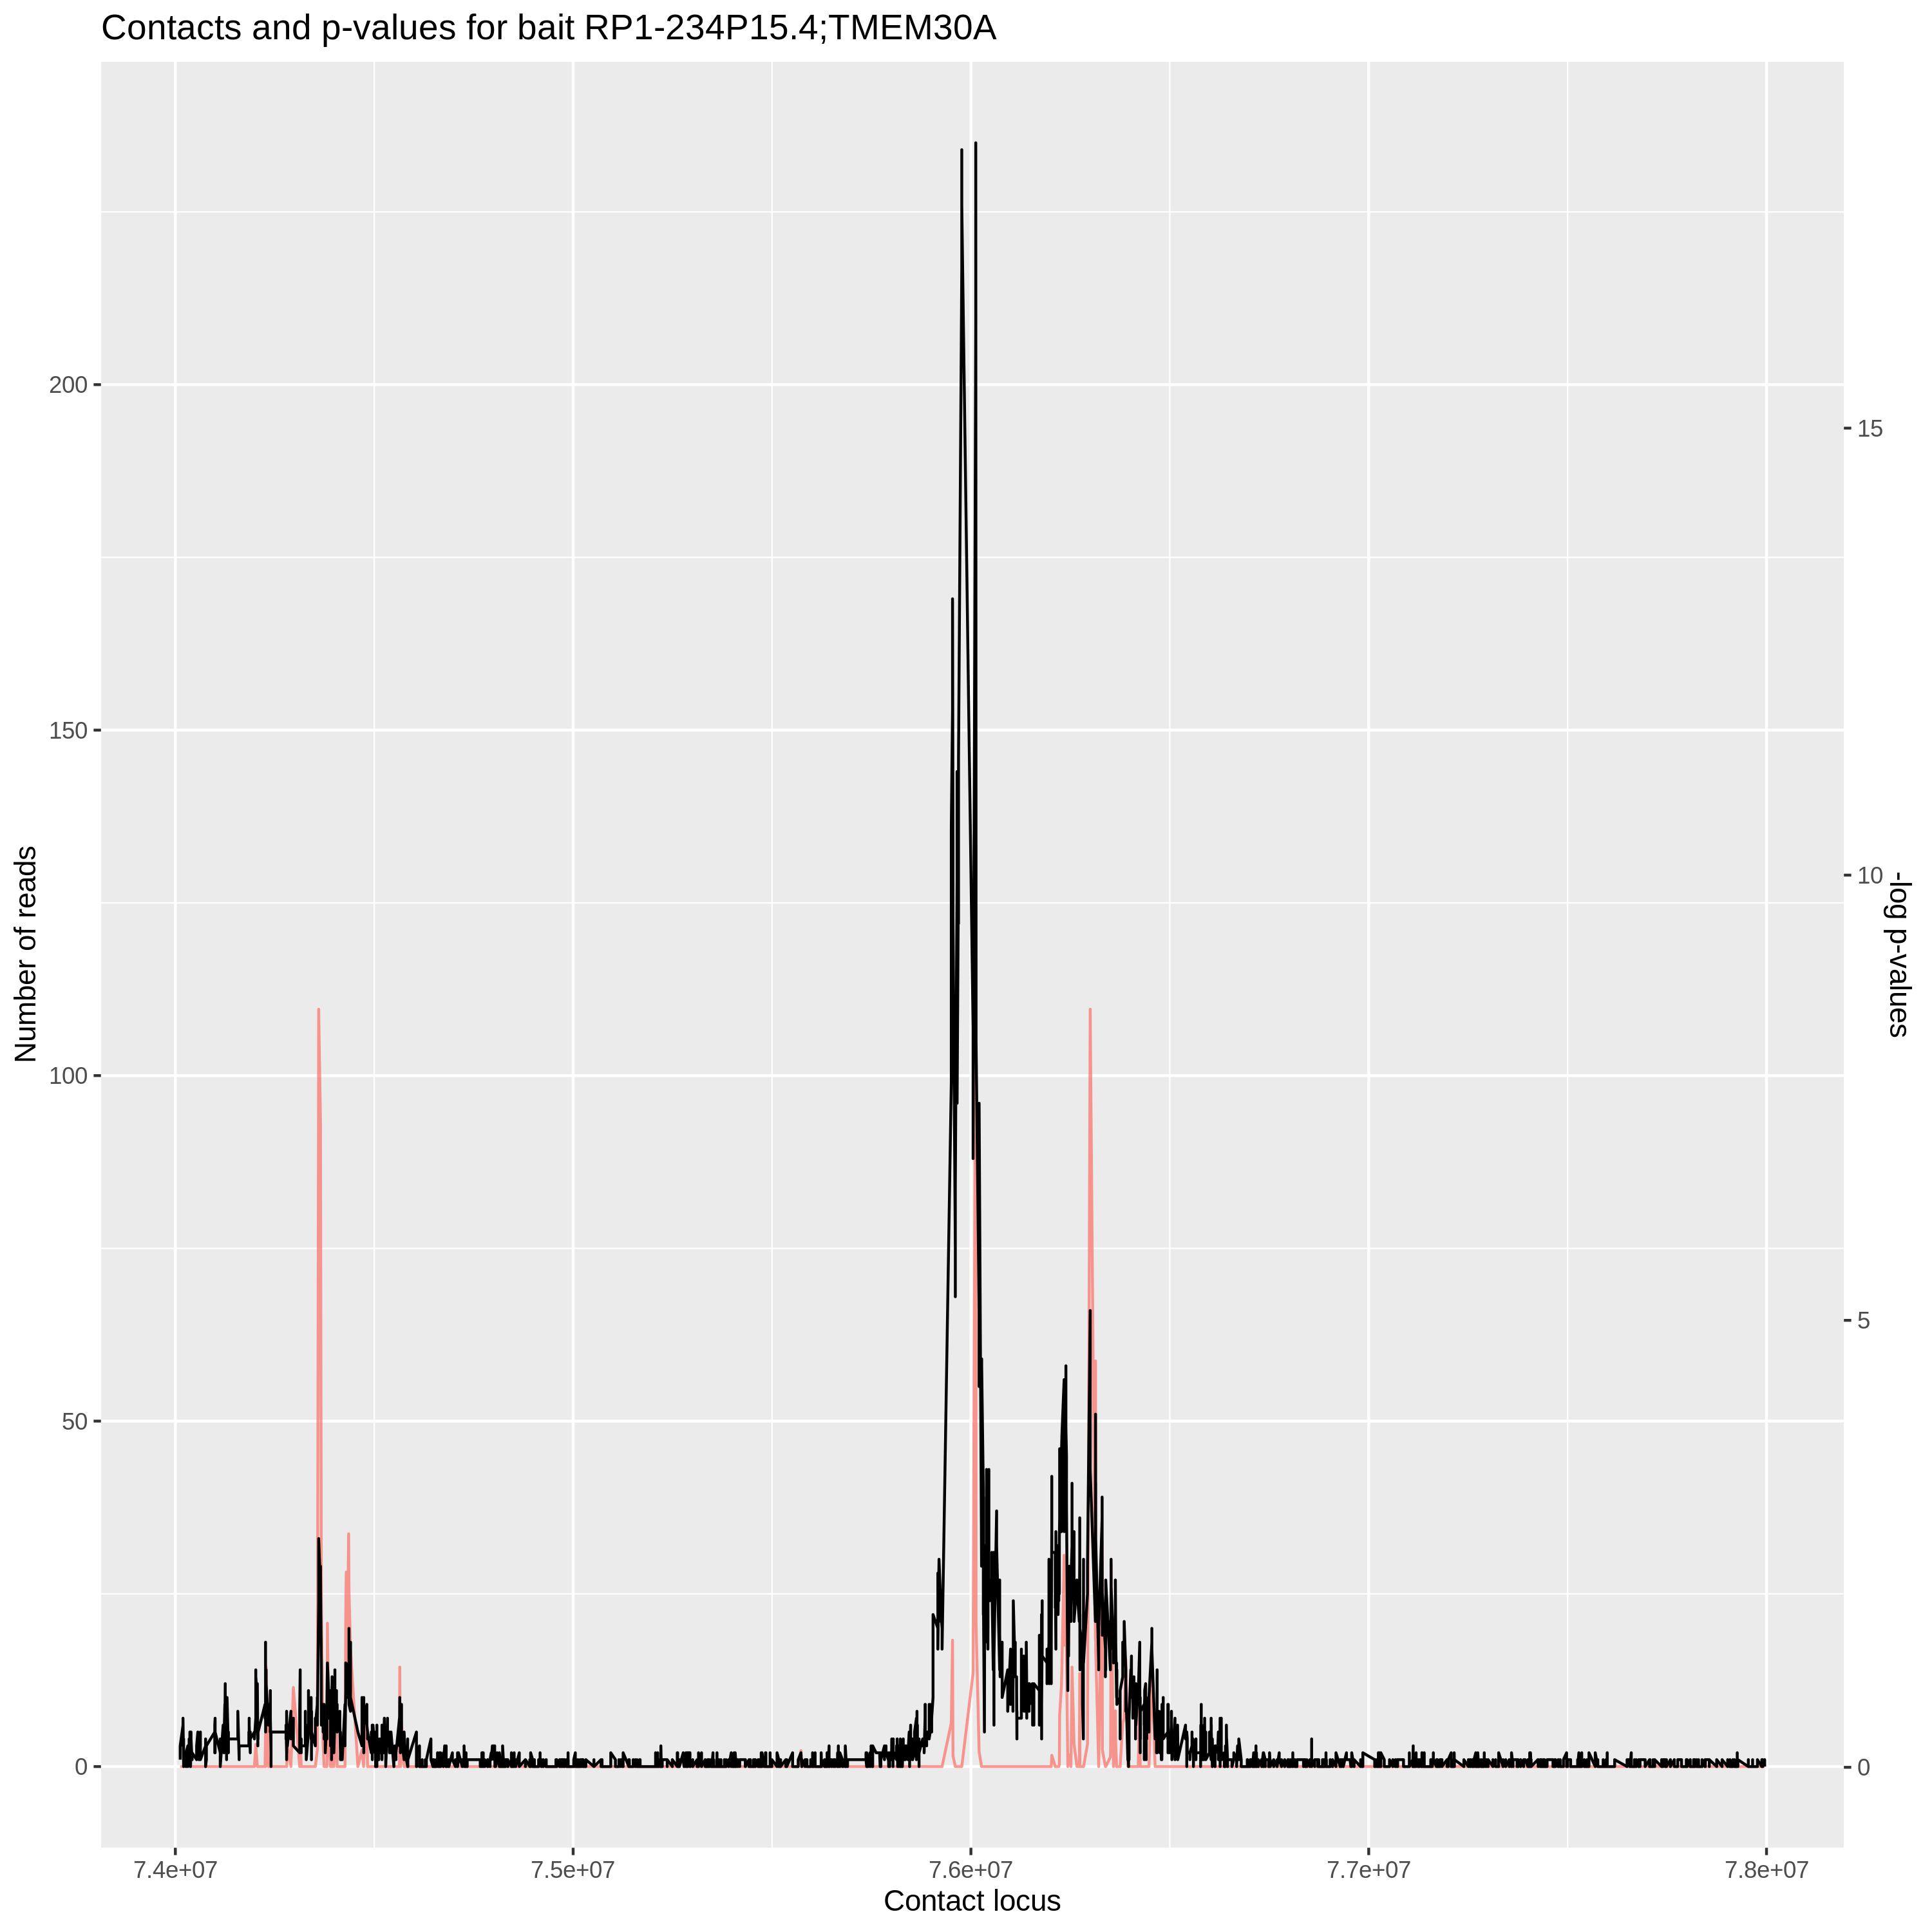 Contacts and p-values for bait RP1-234P15.4;TMEM30A
Number of reads
200
150
100
50
0
15
10
5
0
-log p-values
7.4e+07
7.5e+07
7.6e+07
7.7e+07
7.8e+07
Contact locus